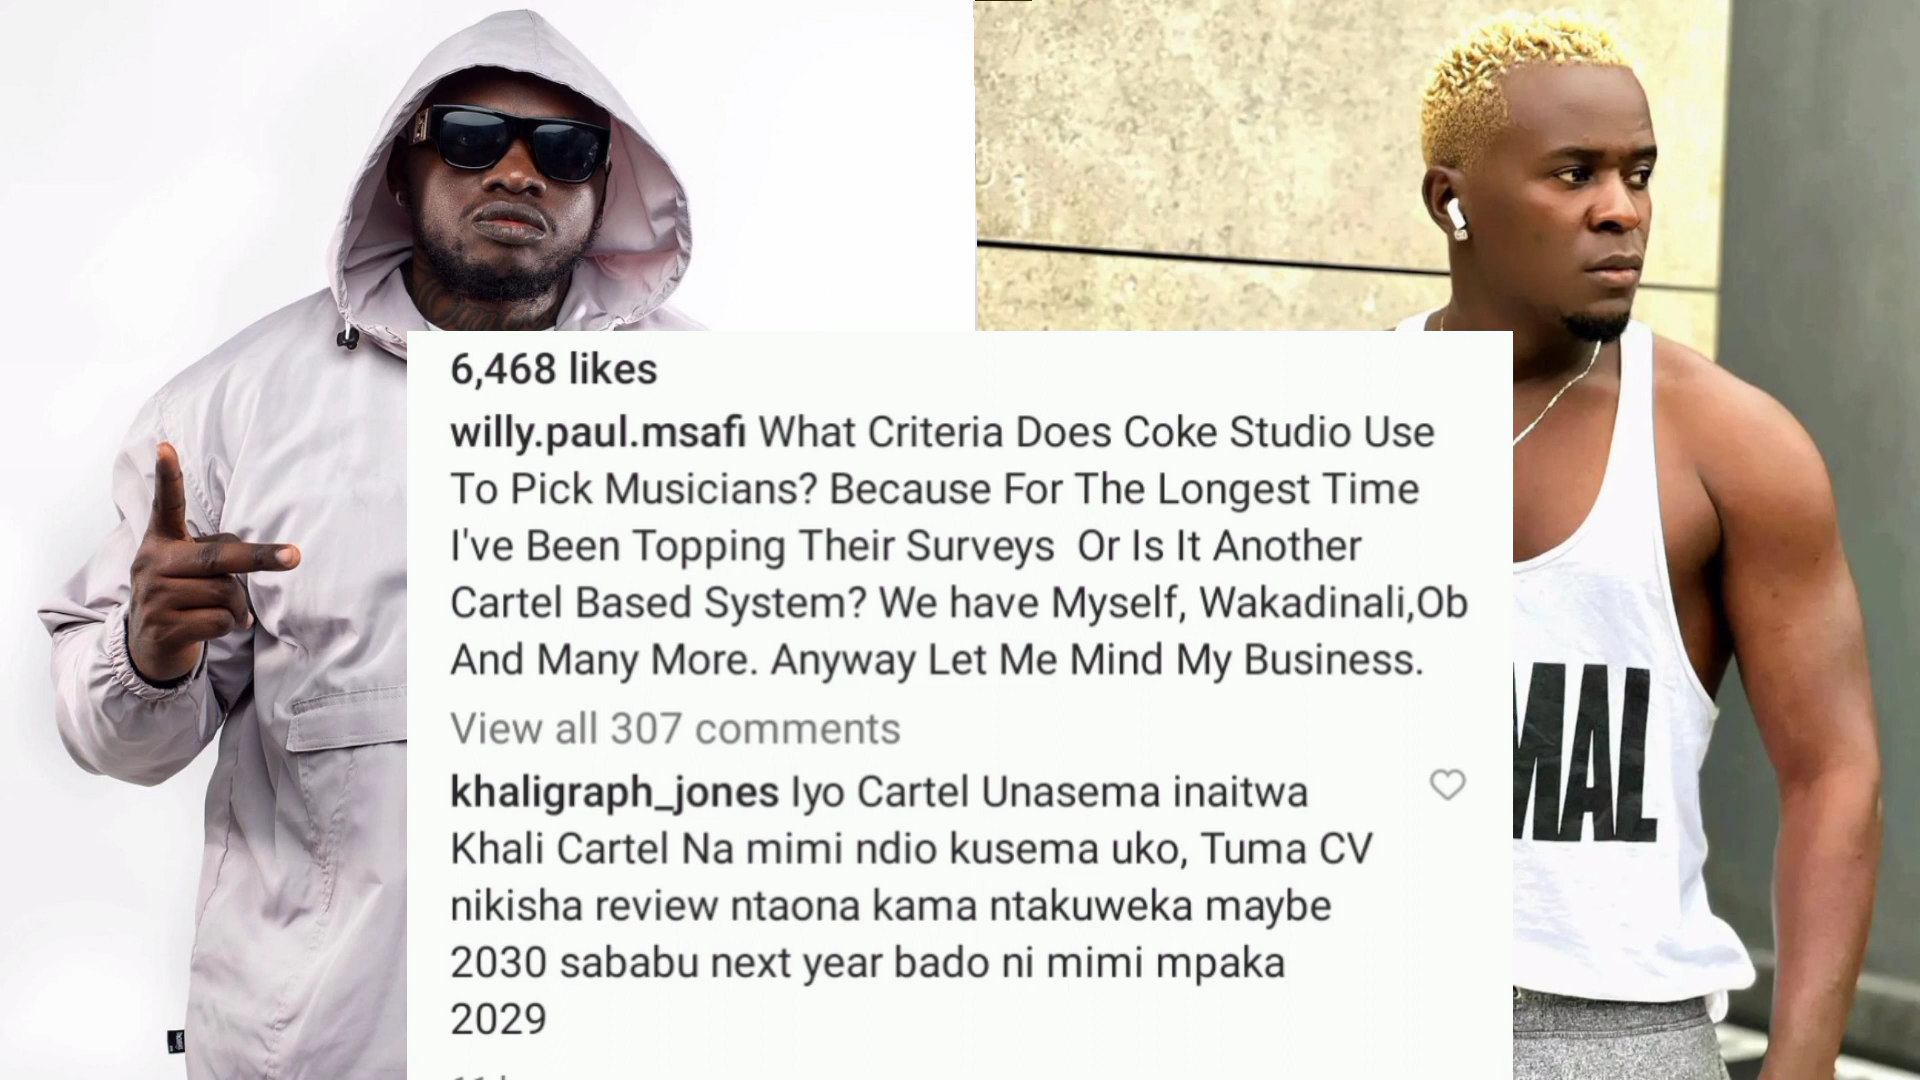 6,468 likes
willy.paul.msafi What Criteria Does Coke Studio Use
To Pick Musicians? Because For The Longest Time
I've Been Topping Their Surveys  Or Is It Another
Cartel Based System? We have Myself, Wakadinali,Ob
And Many More. Anyway Let Me Mind My Business.
View all 307 comments
khaligraph_jones Iyo Cartel Unasema inaitwa
Khali Cartel Na mimi ndio kusema uko, Tuma CV
nikisha review ntaona kama ntakuweka maybe
2030 sababu next year bado ni mimi mpaka
2029
MAL